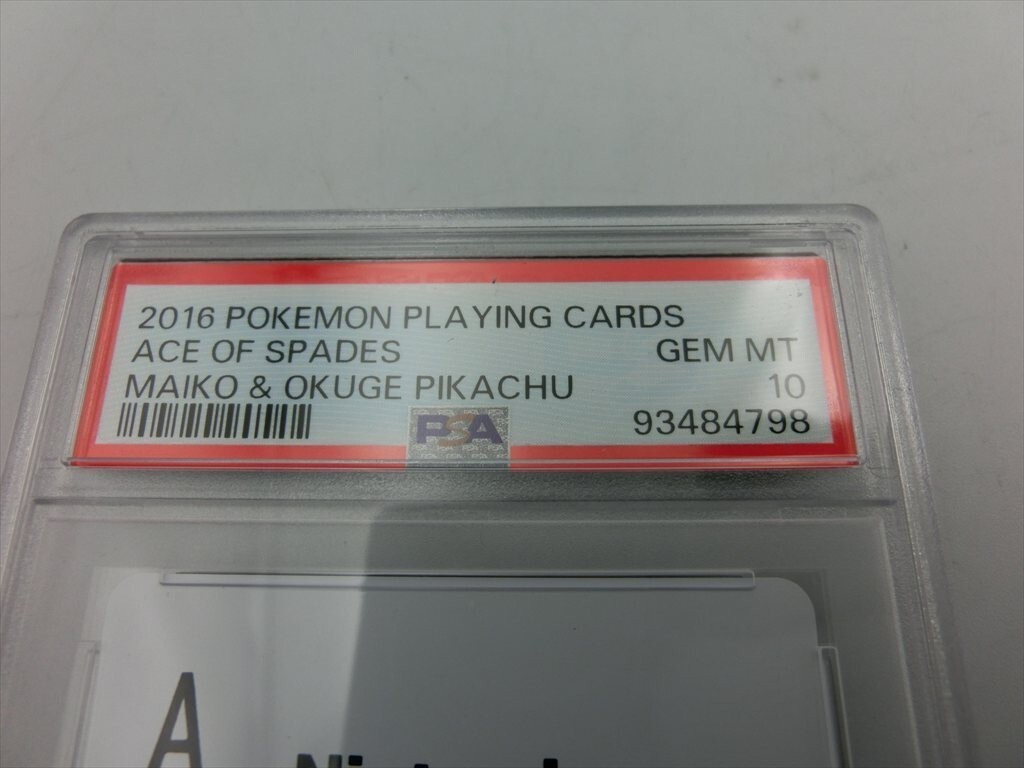 2016 POKEMON PLAYING CARDS
ACE OF SPADES GEM MT
MAIKO & OKUGE PIKACHU 10
PSA 93484798
A